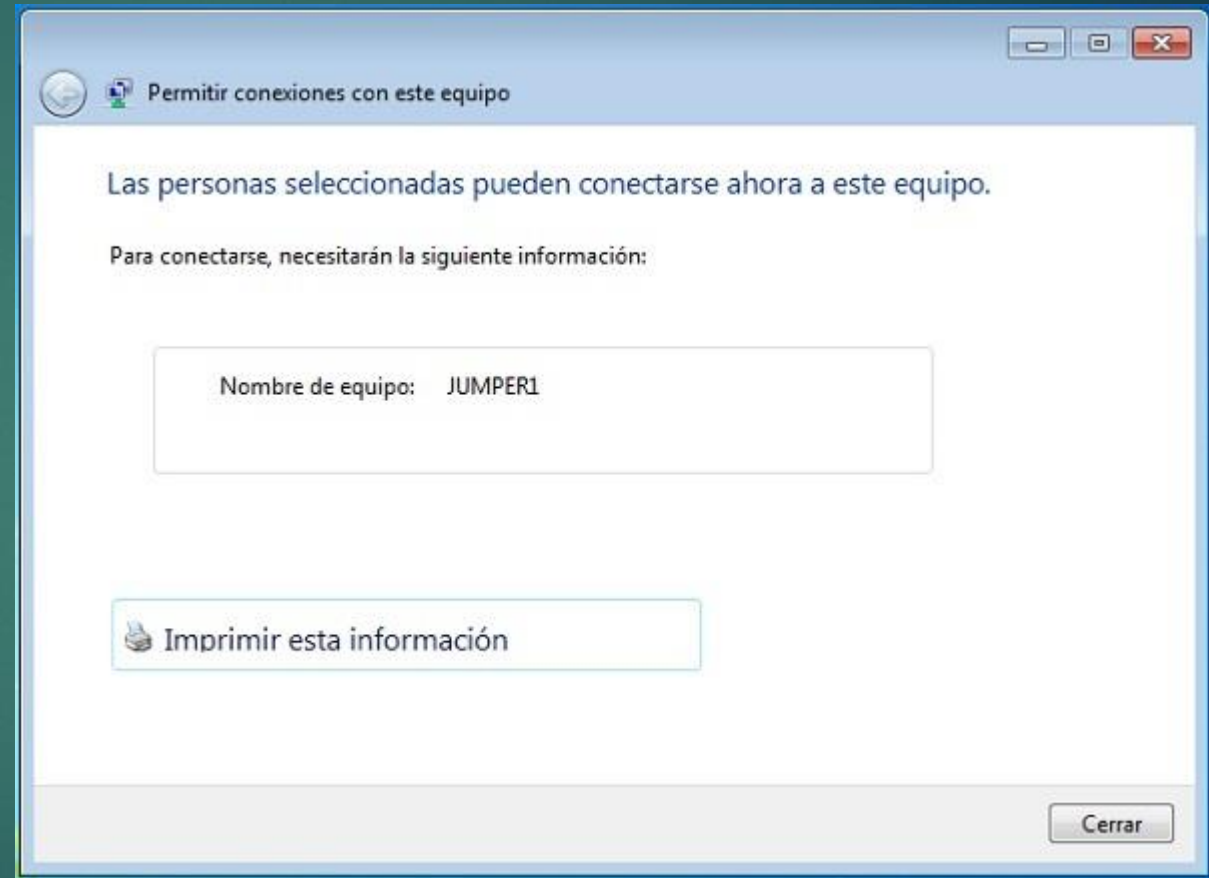 Permitir conexiones con este equipo
Las personas seleccionadas pueden conectarse ahora a este equipo.
Para conectarse, necesitarán la siguiente información:
Nombre de equipo: JUMPER1
Imprimir esta información
Cerrar